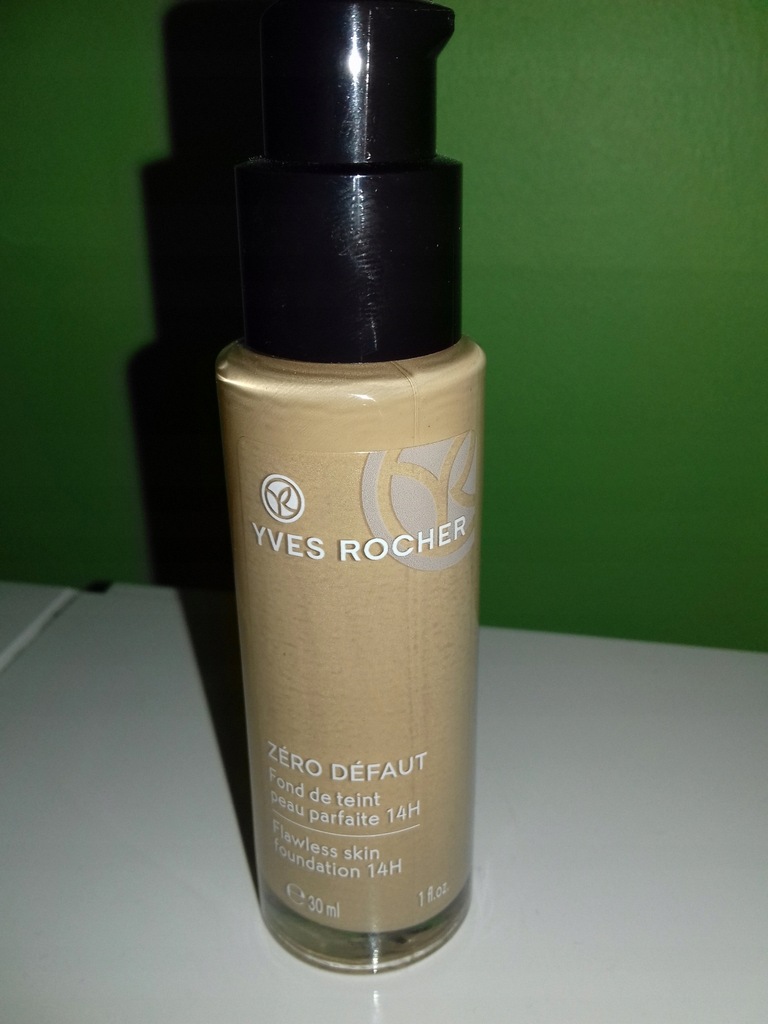 YVES ROCHER
ZÉRO DÉFAUT
Fond de teint
peau parfaite 14H
Flawless skin
foundation 14H
℮ 30 ml 1 fl.oz.